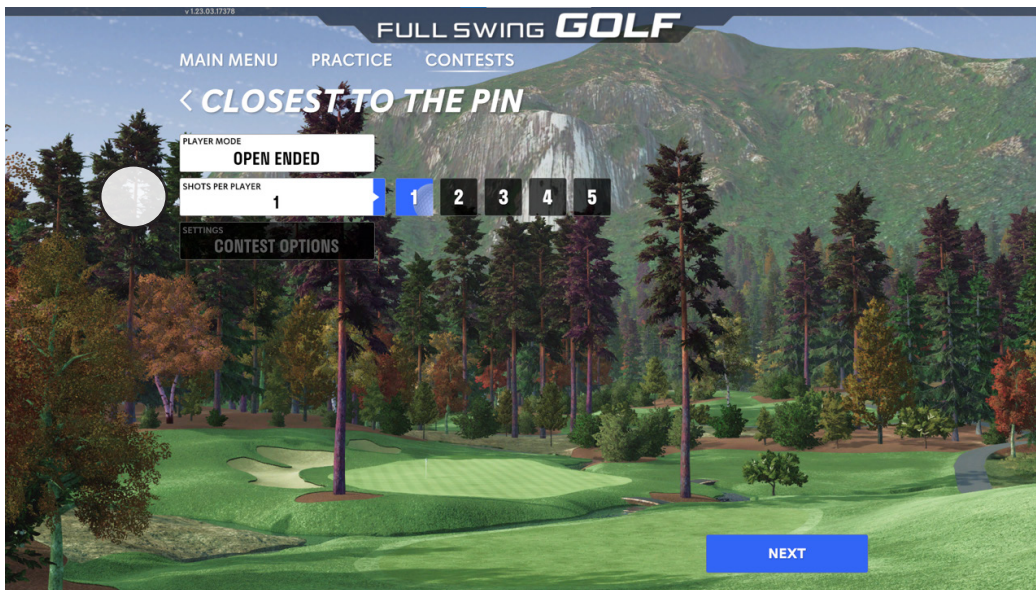 v 1.23.03.17378
FULL SWING GOLF
MAIN MENU PRACTICE CONTESTS
< CLOSEST TO THE PIN
PLAYER MODE
OPEN ENDED
SHOTS PER PLAYER
1
1 2 3 4 5
SETTINGS
CONTEST OPTIONS
NEXT